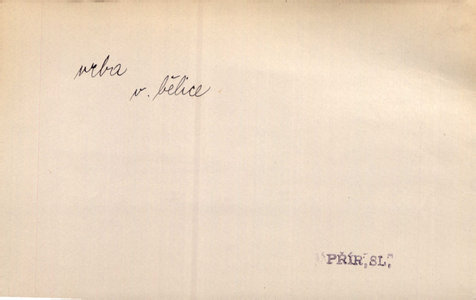 vrba
v. bělice
"PŘÍR. SL."